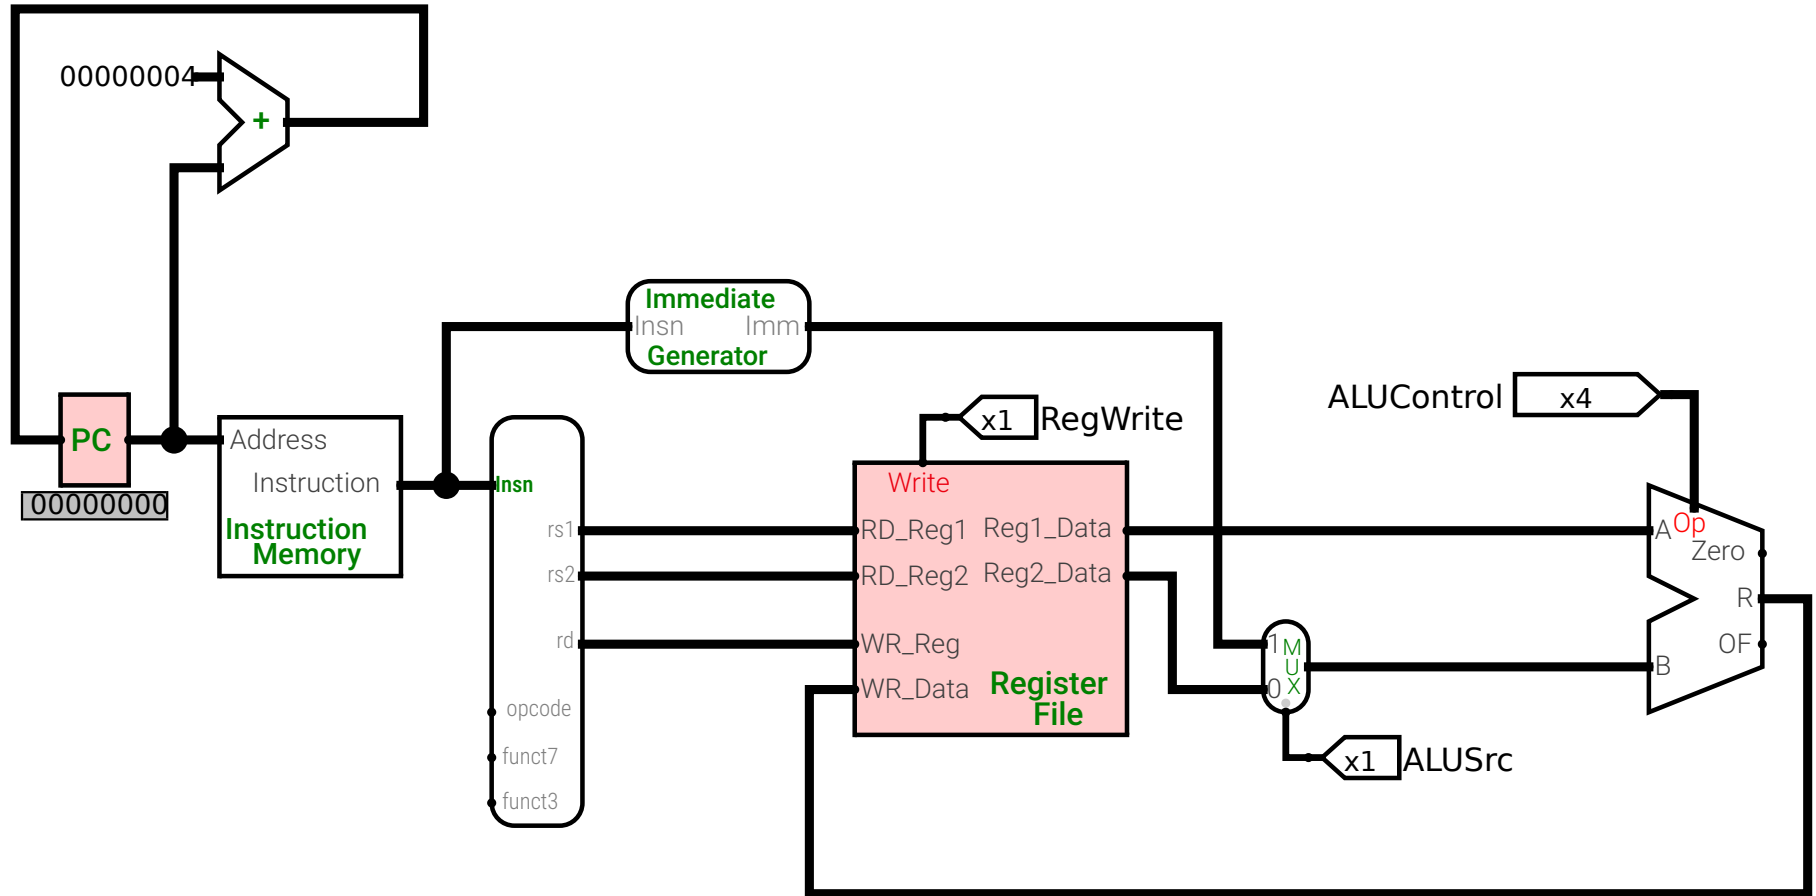 00000004
+
Immediate
Insn Imm
Generator
ALUControl x4
x1 RegWrite
PC
00000000
Address
Instruction
Instruction
Memory
Insn
rs1
rs2
rd
opcode
funct7
funct3
Write
RD_Reg1 Reg1_Data
RD_Reg2 Reg2_Data
WR_Reg
WR_Data
Register
File
1
0
MUX
x1 ALUSrc
Op
A
Zero
R
OF
B